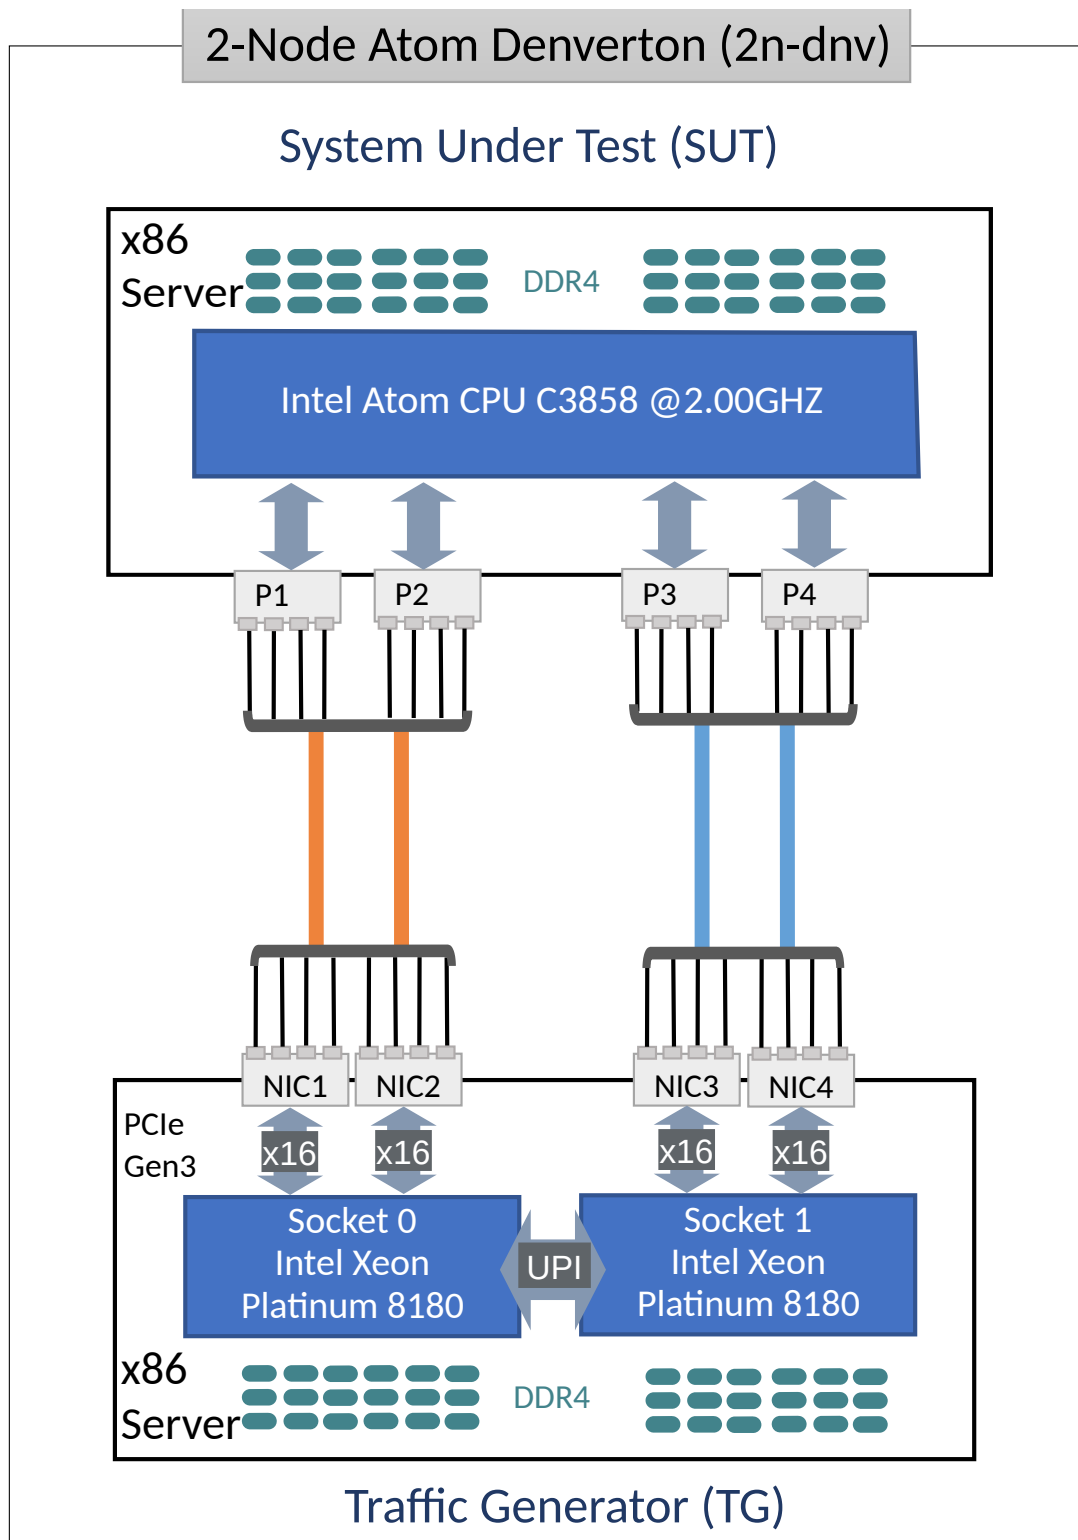 2-Node Atom Denverton (2n-dnv)
System Under Test (SUT)
x86
Server
DDR4
Intel Atom CPU C3858 @2.00GHZ
P1
P2
P3
P4
NIC1
NIC2
NIC3
NIC4
PCIe
Gen3
x16
x16
x16
x16
Socket 0
Intel Xeon
Platinum 8180
UPI
Socket 1
Intel Xeon
Platinum 8180
x86
Server
DDR4
Traffic Generator (TG)